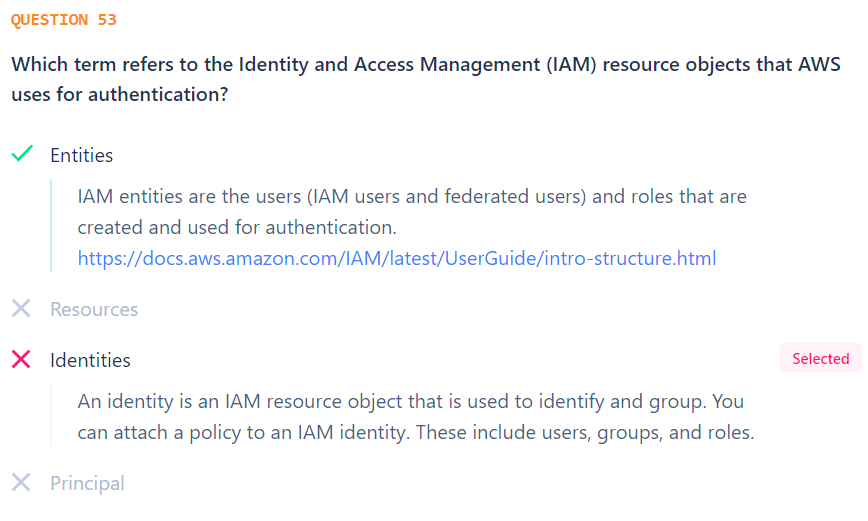 QUESTION 53
Which term refers to the Identity and Access Management (IAM) resource objects that AWS
uses for authentication?
Entities
IAM entities are the users (IAM users and federated users) and roles that are
created and used for authentication.
https://docs.aws.amazon.com/IAM/latest/UserGuide/intro-structure.html
Resources
Identities
Selected
An identity is an IAM resource object that is used to identify and group. You
can attach a policy to an IAM identity. These include users, groups, and roles.
Principal